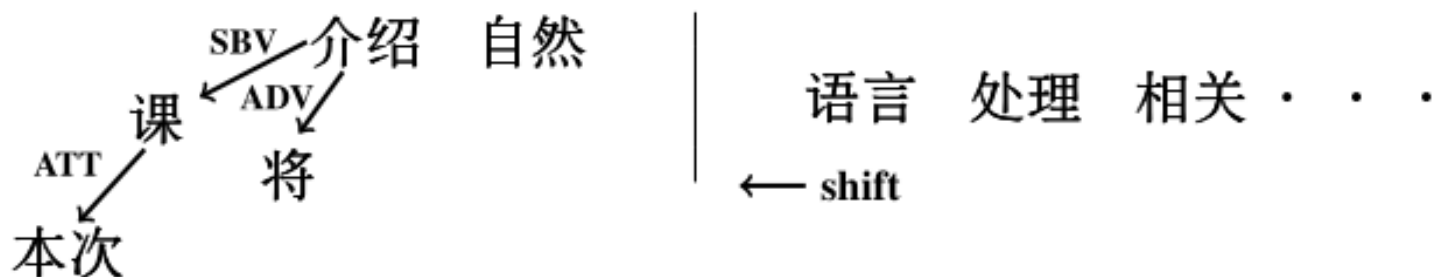 SBV 介绍 自然
语言 处理 相关 · · ·
课 ADV
ATT 将
← shift
本次